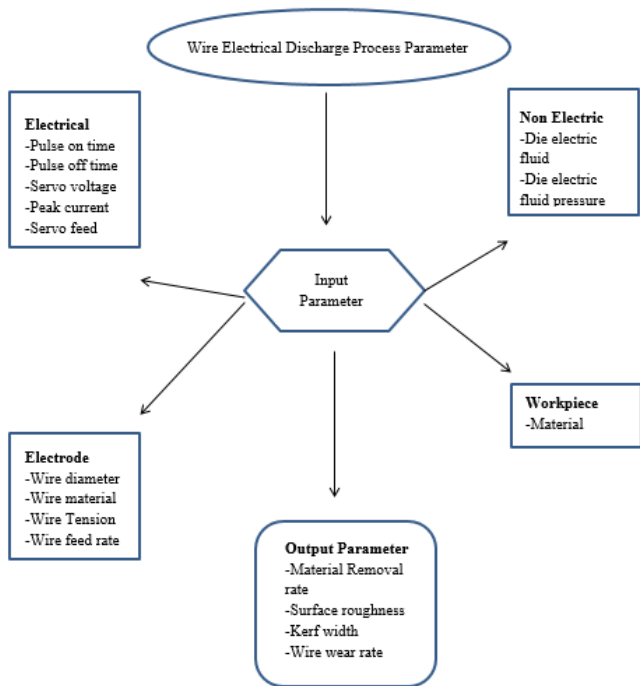 Wire Electrical Discharge Process Parameter
Electrical
-Pulse on time
-Pulse off time
-Servo voltage
-Peak current
-Servo feed
Non Electric
-Die electric
fluid
-Die electric
fluid pressure
Input
Parameter
Workpiece
-Material
Electrode
-Wire diameter
-Wire material
-Wire Tension
-Wire feed rate
Output Parameter
-Material Removal
rate
-Surface roughness
-Kerf width
-Wire wear rate